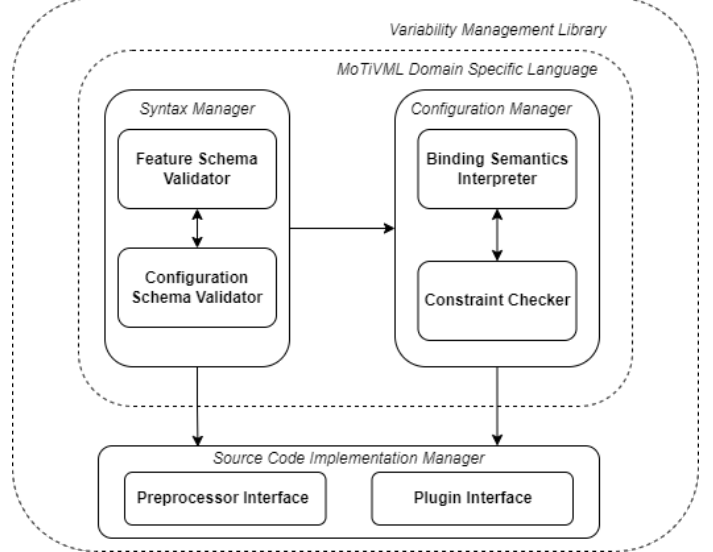 Variability Management Library
MoTiVML Domain Specific Language
Syntax Manager
Feature Schema
Validator
Configuration
Schema Validator
Configuration Manager
Binding Semantics
Interpreter
Constraint Checker
Source Code Implementation Manager
Preprocessor Interface
Plugin Interface